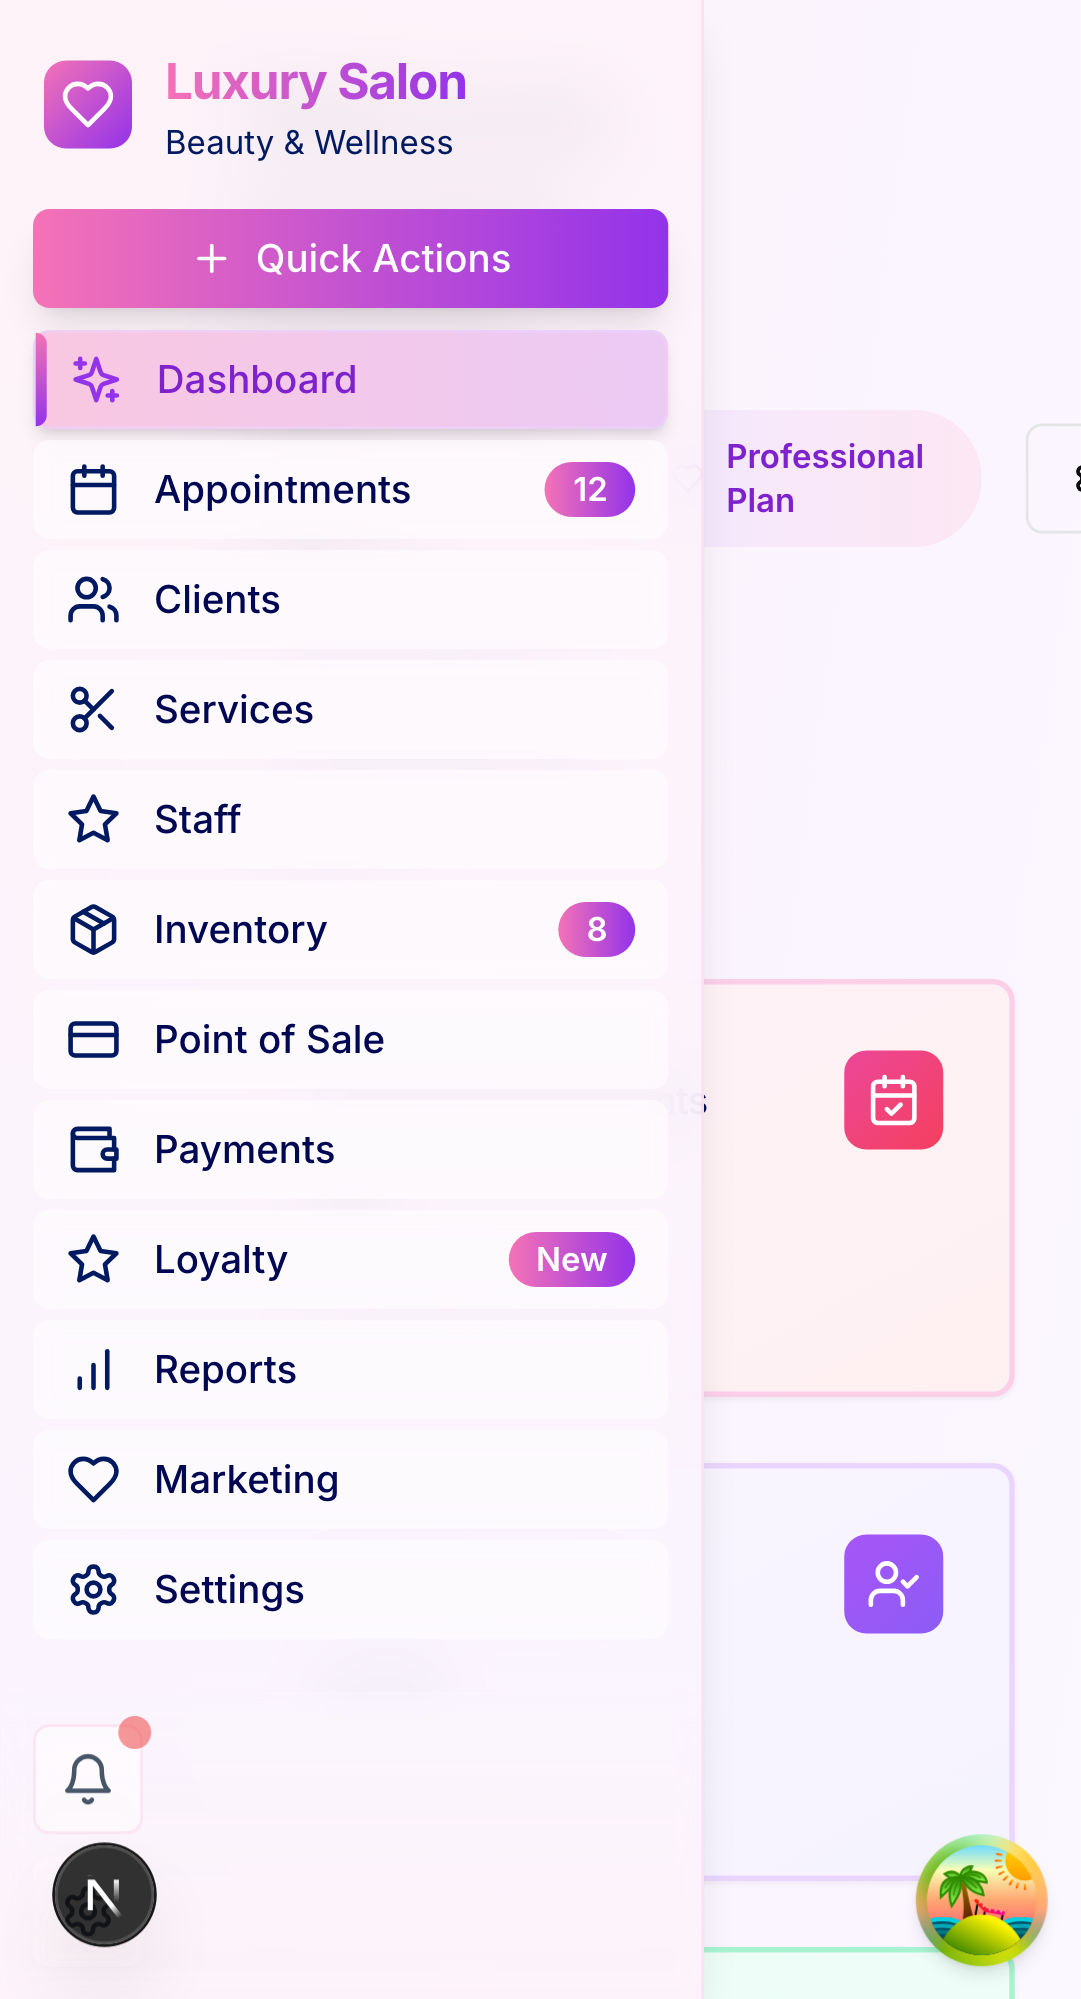 Luxury Salon
Beauty & Wellness
Quick Actions
Dashboard
Appointments 12
Clients
Services
Staff
Inventory 8
Point of Sale
Payments
Loyalty New
Reports
Marketing
Settings
N
Professional
Plan